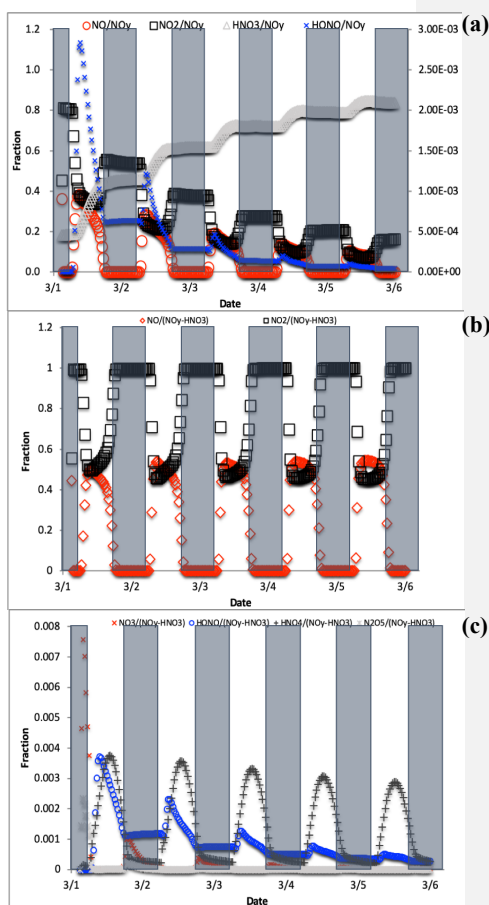 NO/NOy NO2/NOy HNO3/NOy HONO/NOy (a)
1.2 3.00E-03
1.0 2.50E-03
0.8 2.00E-03
0.6 1.50E-03
0.4 1.00E-03
0.2 5.00E-04
0.0 0.00E+00
Fraction
3/1 3/2 3/3 3/4 3/5 3/6
Date
NO/(NOy-HNO3) NO2/(NOy-HNO3) (b)
1.2
1
0.8
0.6
0.4
0.2
0
Fraction
3/1 3/2 3/3 3/4 3/5 3/6
Date
NO3/(NOy-HNO3) HONO/(NOy-HNO3) HNO4/(NOy-HNO3) N2O5/(NOy-HNO3) (c)
0.008
0.007
0.006
0.005
0.004
0.003
0.002
0.001
0
Fraction
3/1 3/2 3/3 3/4 3/5 3/6
Date